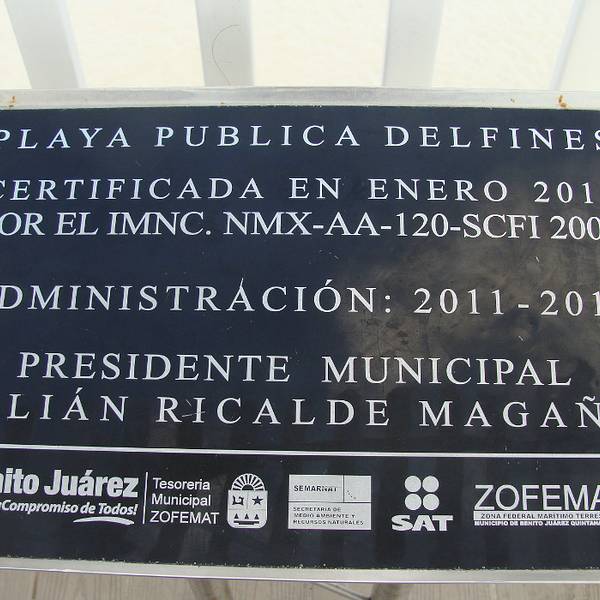 PLAYA PUBLICA DELFINES
CERTIFICADA EN ENERO 201
OR EL IMNC. NMX-AA-120-SCFI 200
DMINISTRACIÓN: 2011-201
PRESIDENTE MUNICIPAL
LIÁN RICALDE MAGAÑ
nito Juárez
Compromiso de Todos!
Tesoreria
Municipal
ZOFEMAT
SEMARNAT
SECRETARIA DE
MEDIO AMBIENTE Y
RECURSOS NATURALES
SAT
ZOFEMA
ZONA FEDERAL MARITIMO TERRES
MUNICIPIO DE BENITO JUÁREZ QUINTANA